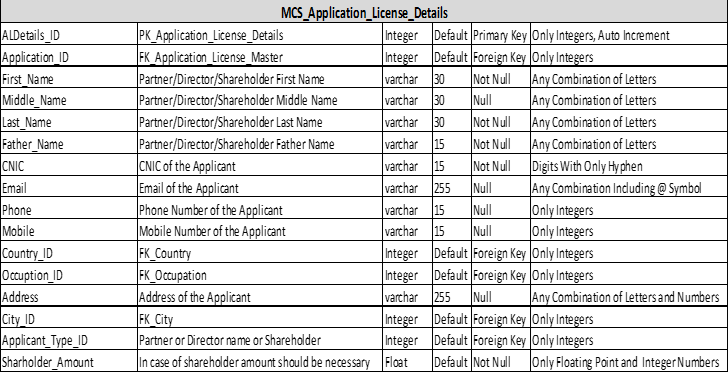 MCS_Application_License_Details
ALDetails_ID PK_Application_License_Details Integer Default Primary Key Only Integers, Auto Increment
Application_ID FK_Application_License_Master Integer Default Foreign Key Only Integers
First_Name Partner/Director/Shareholder First Name varchar 30 Not Null Any Combination of Letters
Middle_Name Partner/Director/Shareholder Middle Name varchar 30 Null Any Combination of Letters
Last_Name Partner/Director/Shareholder Last Name varchar 30 Not Null Any Combination of Letters
Father_Name Partner/Director/Shareholder Father Name varchar 15 Not Null Any Combination of Letters
CNIC CNIC of the Applicant varchar 15 Not Null Digits With Only Hyphen
Email Email of the Applicant varchar 255 Null Any Combination Including @ Symbol
Phone Phone Number of the Applicant varchar 15 Null Only Integers
Mobile Mobile Number of the Applicant varchar 15 Null Only Integers
Country_ID FK_Country Integer Default Foreign Key Only Integers
Occuption_ID FK_Occupation Integer Default Foreign Key Only Integers
Address Address of the Applicant varchar 255 Null Any Combination of Letters and Numbers
City_ID FK_City Integer Default Foreign Key Only Integers
Applicant_Type_ID Partner or Director name or Shareholder Integer Default Foreign Key Only Integers
Sharholder_Amount In case of shareholder amount should be necessary Float Default Not Null Only Floating Point and Integer Numbers